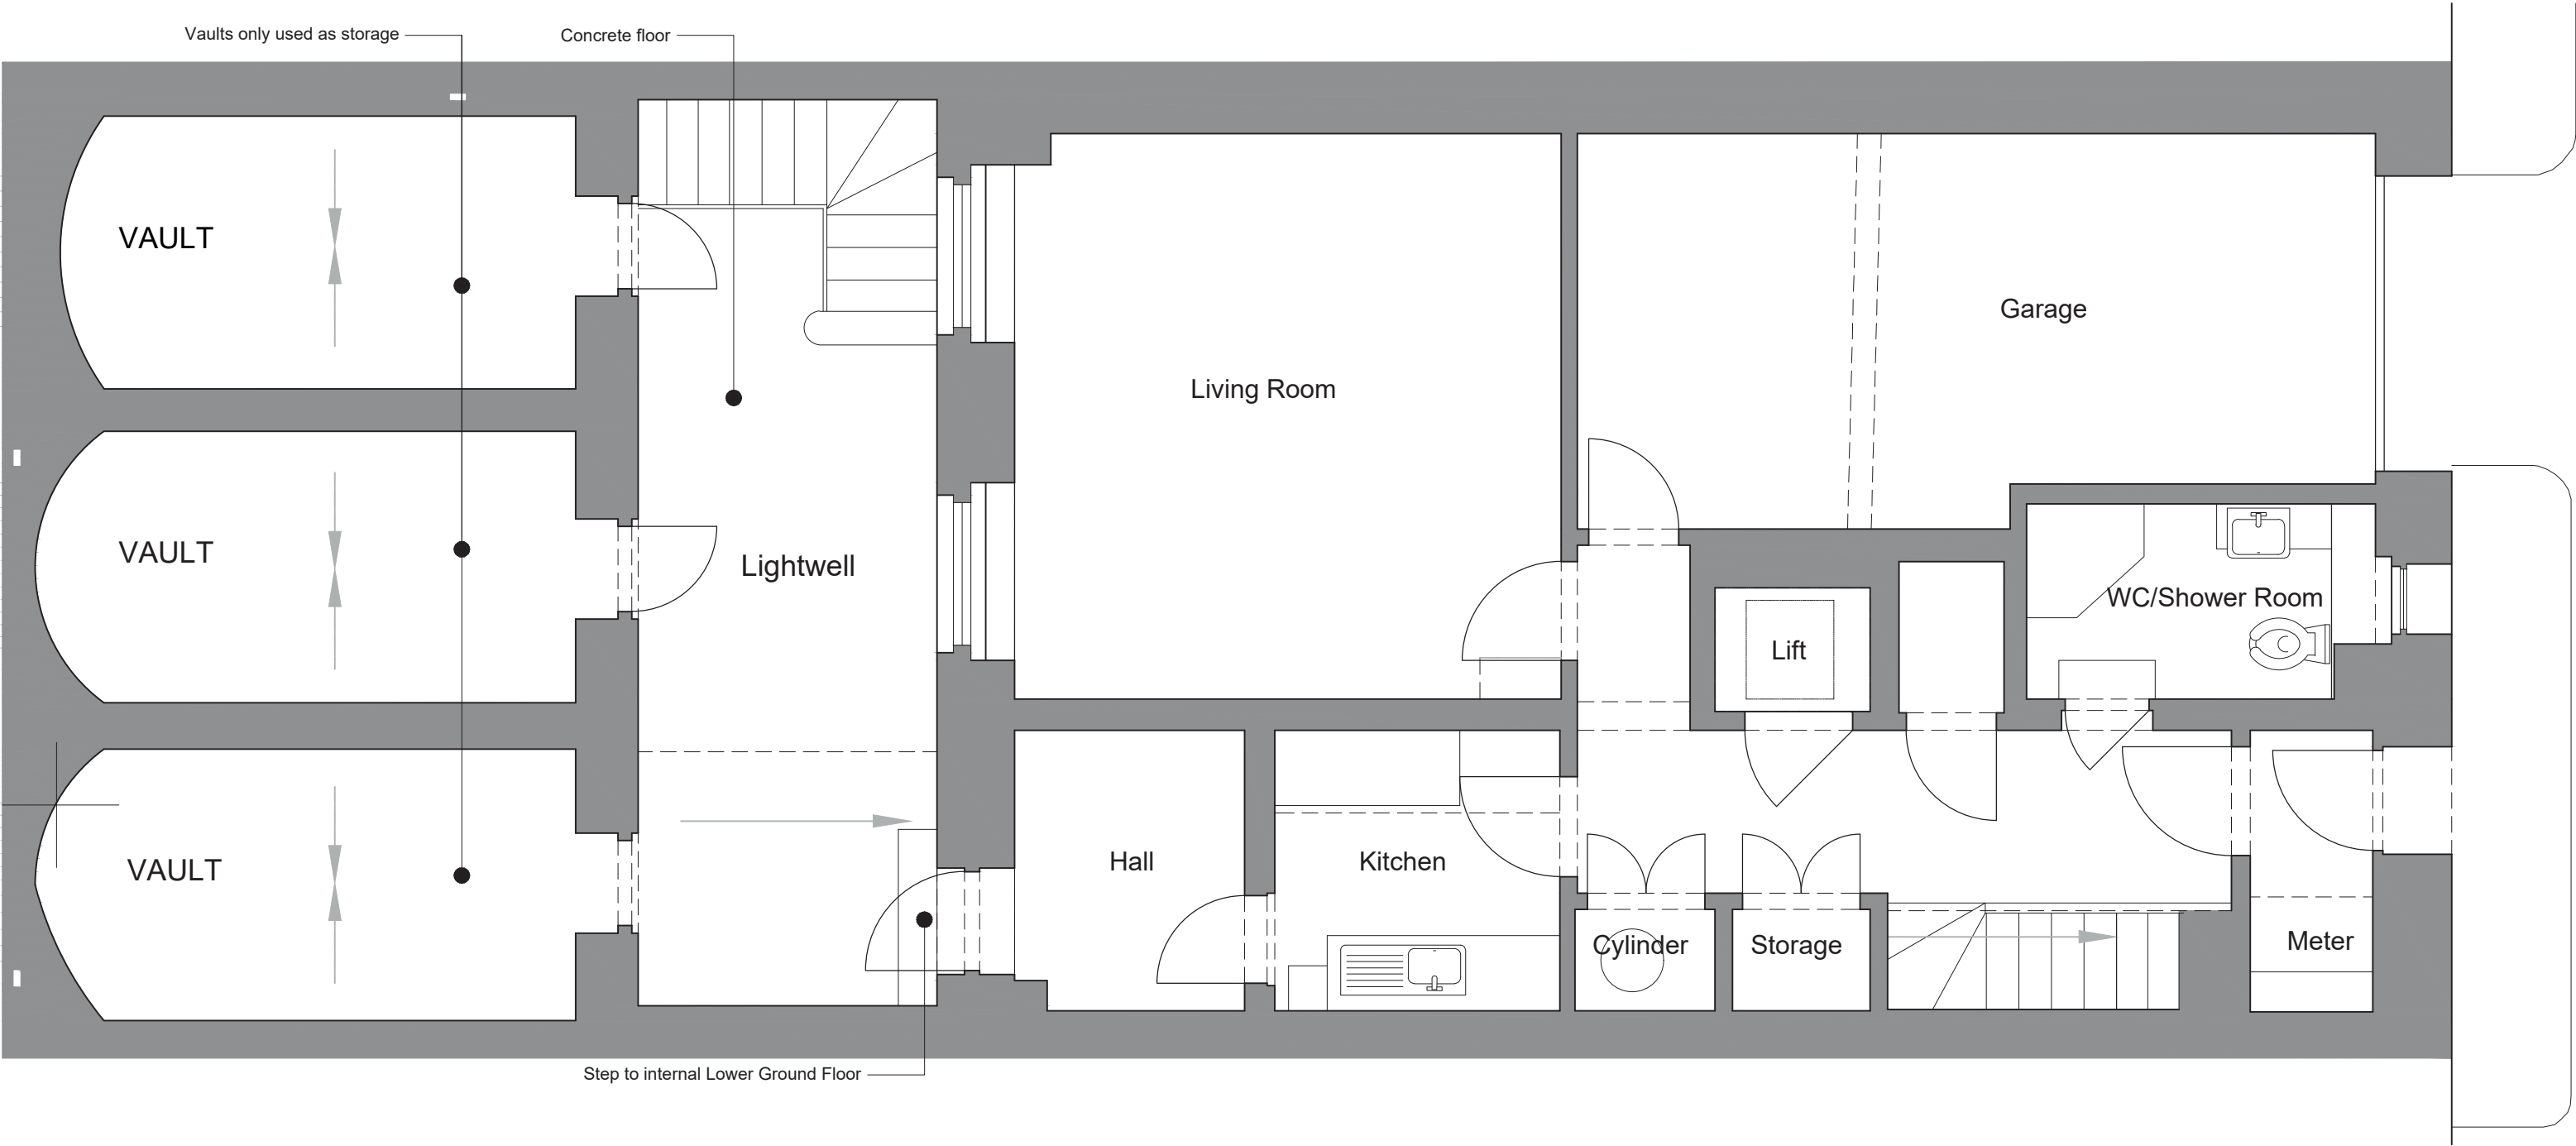 Vaults only used as storage
Concrete floor
VAULT
Garage
Living Room
VAULT
Lightwell
WC/Shower Room
Lift
VAULT
Hall
Kitchen
Cylinder
Storage
Meter
Step to internal Lower Ground Floor